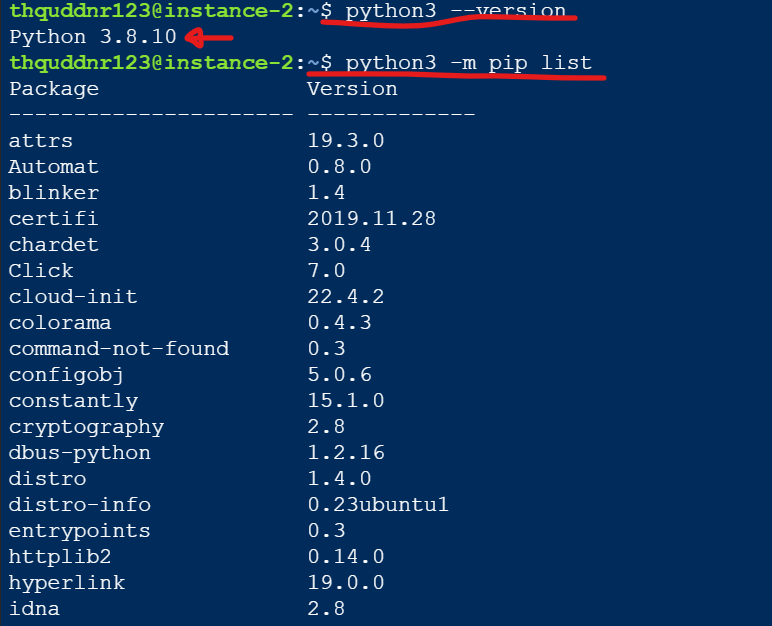 thquddnr123@instance-2:~$ python3 --version
Python 3.8.10
thquddnr123@instance-2:~$ python3 -m pip list
Package                Version
---------------------- -------------
attrs                  19.3.0
Automat                0.8.0
blinker                1.4
certifi                2019.11.28
chardet                3.0.4
Click                  7.0
cloud-init             22.4.2
colorama               0.4.3
command-not-found      0.3
configobj              5.0.6
constantly             15.1.0
cryptography           2.8
dbus-python            1.2.16
distro                 1.4.0
distro-info            0.23ubuntu1
entrypoints            0.3
httplib2               0.14.0
hyperlink              19.0.0
idna                   2.8